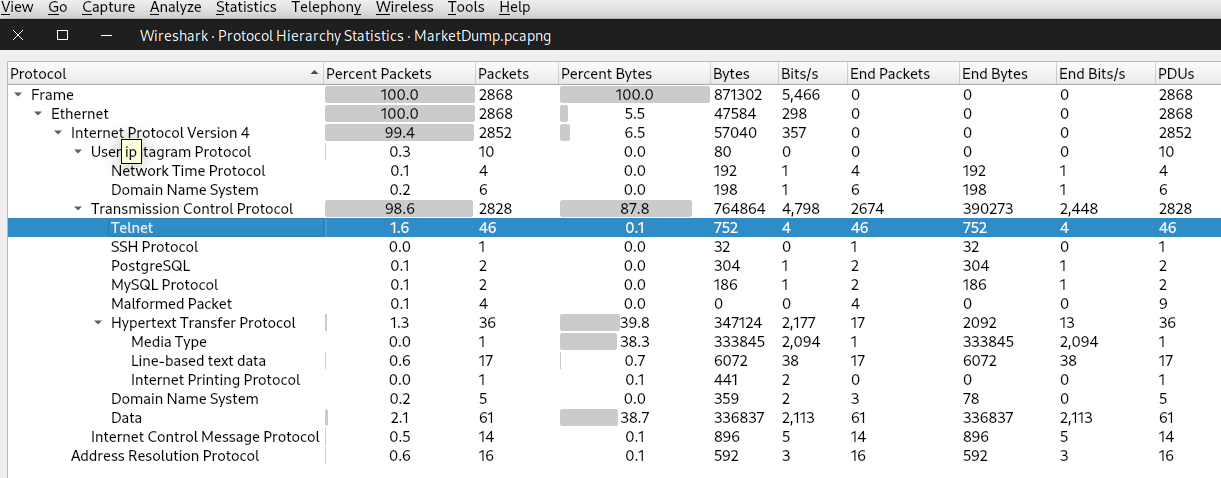 View Go Capture Analyze Statistics Telephony Wireless Tools Help
Wireshark · Protocol Hierarchy Statistics · MarketDump.pcapng
Protocol Percent Packets Packets Percent Bytes Bytes Bits/s End Packets End Bytes End Bits/s PDUs
Frame 100.0 2868 100.0 871302 5,466 0 0 0 2868
Ethernet 100.0 2868 5.5 47584 298 0 0 0 2868
Internet Protocol Version 4 99.4 2852 6.5 57040 357 0 0 0 2852
User ip tagram Protocol 0.3 10 0.0 80 0 0 0 0 10
Network Time Protocol 0.1 4 0.0 192 1 4 192 1 4
Domain Name System 0.2 6 0.0 198 1 6 198 1 6
Transmission Control Protocol 98.6 2828 87.8 764864 4,798 2674 390273 2,448 2828
Telnet 1.6 46 0.1 752 4 46 752 4 46
SSH Protocol 0.0 1 0.0 32 0 1 32 0 1
PostgreSQL 0.1 2 0.0 304 1 2 304 1 2
MySQL Protocol 0.1 2 0.0 186 1 2 186 1 2
Malformed Packet 0.1 4 0.0 0 0 4 0 0 9
Hypertext Transfer Protocol 1.3 36 39.8 347124 2,177 17 2092 13 36
Media Type 0.0 1 38.3 333845 2,094 1 333845 2,094 1
Line-based text data 0.6 17 0.7 6072 38 17 6072 38 17
Internet Printing Protocol 0.0 1 0.1 441 2 0 0 0 1
Domain Name System 0.2 5 0.0 359 2 3 78 0 5
Data 2.1 61 38.7 336837 2,113 61 336837 2,113 61
Internet Control Message Protocol 0.5 14 0.1 896 5 14 896 5 14
Address Resolution Protocol 0.6 16 0.1 592 3 16 592 3 16